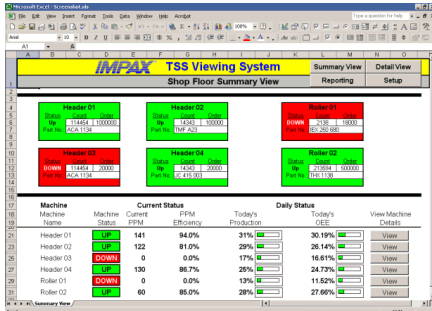 Microsoft Excel - Screenshot.xls
File Edit View Insert Format Tools Data Window Help Acrobat
Type a question for help
Arial 10
A1
A B C D E F G H I J K L M N O
IMPAX TSS Viewing System
Summary View Detail View
Shop Floor Summary View
Reporting Setup
Header 01 Header 02 Roller 01
Status Count Order Status Count Order Status Count Order
Up 114454 1000000 Up 14343 100000 DOWN 2136 18000
Part No. ACA 1134 Part No. TMF A23 Part No. IEX 260 680
Header 03 Header 04 Roller 02
Status Count Order Status Count Order Status Count Order
DOWN 114454 20000 Up 14343 20000 Up 213594 500000
Part No. ACA 1134 Part No. JC 415 003 Part No. THX 1138
Machine Current Status Daily Status
Machine Machine Current PPM Today's Today's View Machine
Name Status PPM Efficiency Production OEE Details
Header 01 UP 141 94.0% 31% 30.19% View
Header 02 UP 122 81.0% 29% 26.14% View
Header 03 DOWN 0 0.0% 17% 16.61% View
Header 04 UP 130 86.7% 25% 24.73% View
Roller 01 DOWN 0 0.0% 13% 11.52% View
Roller 02 UP 60 85.0% 28% 27.66% View
Summary View